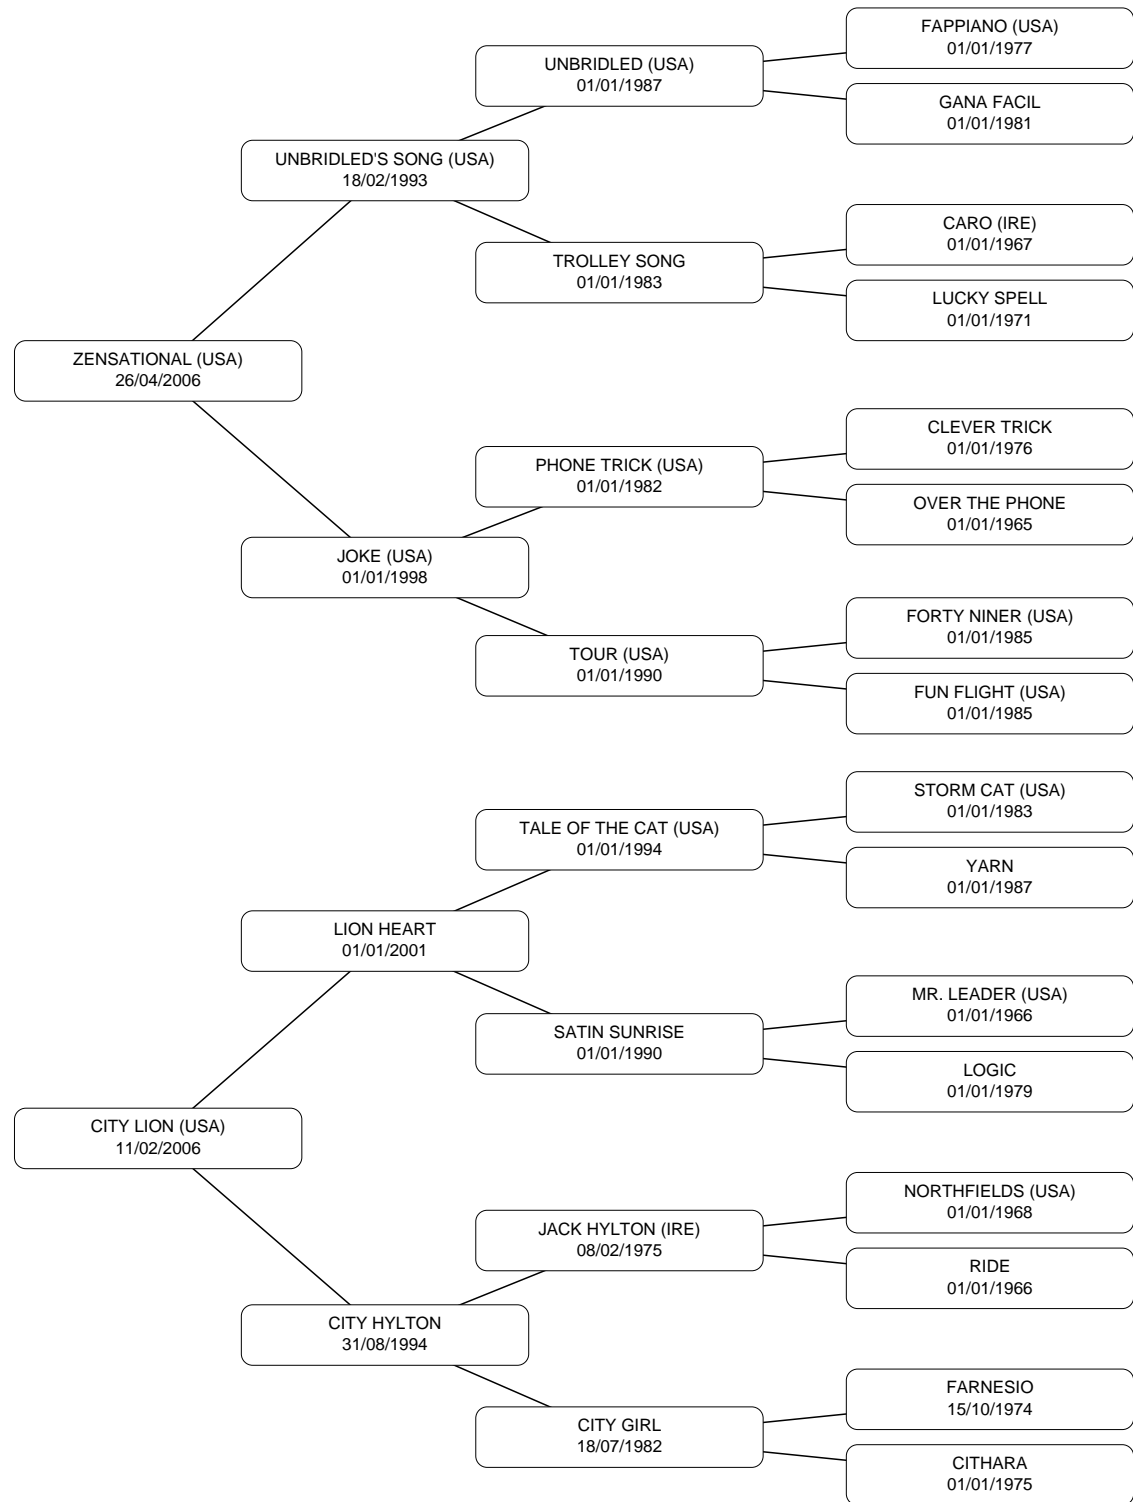 FAPPIANO (USA)
01/01/1977
UNBRIDLED (USA)
01/01/1987
GANA FACIL
01/01/1981
UNBRIDLED'S SONG (USA)
18/02/1993
CARO (IRE)
01/01/1967
TROLLEY SONG
01/01/1983
LUCKY SPELL
01/01/1971
ZENSATIONAL (USA)
26/04/2006
CLEVER TRICK
01/01/1976
PHONE TRICK (USA)
01/01/1982
OVER THE PHONE
01/01/1965
JOKE (USA)
01/01/1998
FORTY NINER (USA)
01/01/1985
TOUR (USA)
01/01/1990
FUN FLIGHT (USA)
01/01/1985
STORM CAT (USA)
01/01/1983
TALE OF THE CAT (USA)
01/01/1994
YARN
01/01/1987
LION HEART
01/01/2001
MR. LEADER (USA)
01/01/1966
SATIN SUNRISE
01/01/1990
LOGIC
01/01/1979
CITY LION (USA)
11/02/2006
NORTHFIELDS (USA)
01/01/1968
JACK HYLTON (IRE)
08/02/1975
RIDE
01/01/1966
CITY HYLTON
31/08/1994
FARNESIO
15/10/1974
CITY GIRL
18/07/1982
CITHARA
01/01/1975